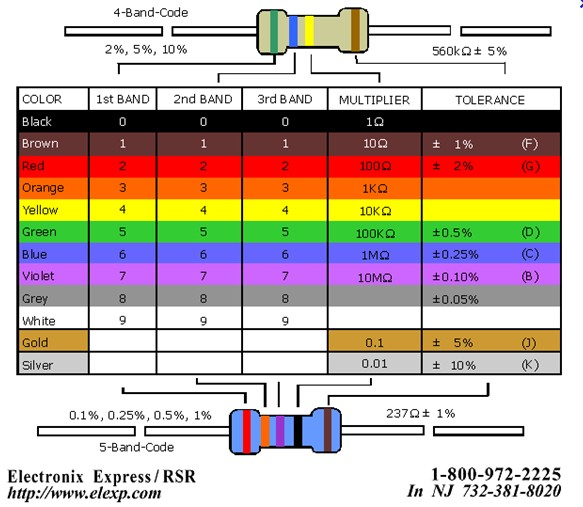 4-Band-Code
2%, 5%, 10%
560kΩ ± 5%
COLOR 1st BAND 2nd BAND 3rd BAND MULTIPLIER TOLERANCE
Black 0 0 0 1Ω
Brown 1 1 1 10Ω ± 1% (F)
Red 2 2 2 100Ω ± 2% (G)
Orange 3 3 3 1KΩ
Yellow 4 4 4 10KΩ
Green 5 5 5 100KΩ ±0.5% (D)
Blue 6 6 6 1MΩ ±0.25% (C)
Violet 7 7 7 10MΩ ±0.10% (B)
Grey 8 8 8 ±0.05%
White 9 9 9
Gold 0.1 ± 5% (J)
Silver 0.01 ± 10% (K)
0.1%, 0.25%, 0.5%, 1%
237Ω ± 1%
5-Band-Code
Electronix Express / RSR
http://www.elexp.com
1-800-972-2225
In NJ 732-381-8020